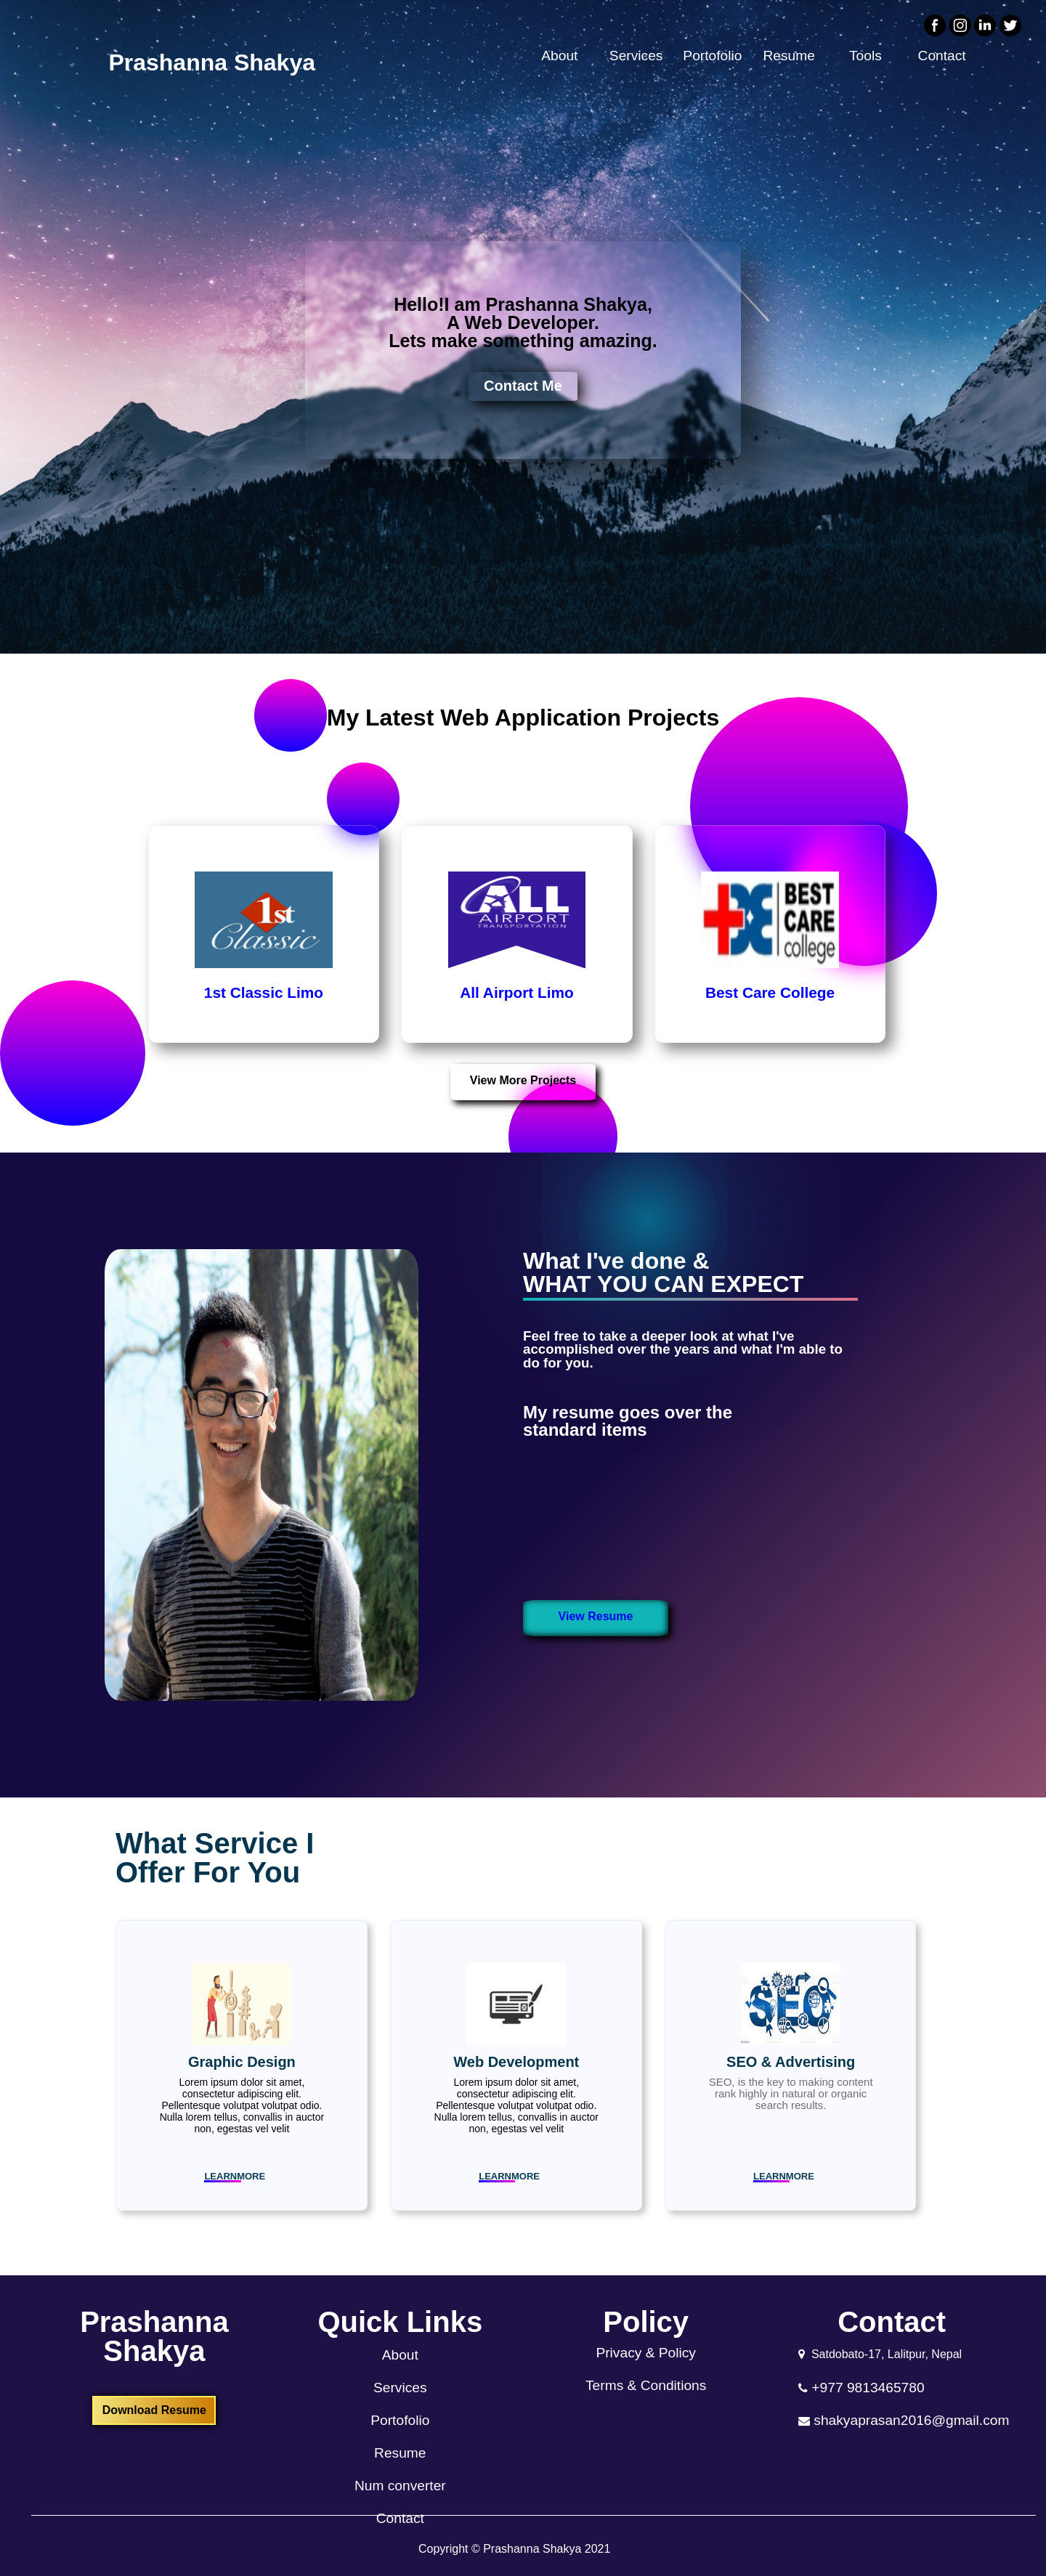 Prashanna Shakya
About Services Portofolio Resume Tools Contact
Hello!I am Prashanna Shakya,
A Web Developer.
Lets make something amazing.
Contact Me
My Latest Web Application Projects
1st
Classic
ALL
AIRPORT
TRANSPORTATION
BEST
CARE
college
1st Classic Limo
All Airport Limo
Best Care College
View More Projects
What I've done &
WHAT YOU CAN EXPECT
Feel free to take a deeper look at what I've
accomplished over the years and what I'm able to
do for you.
My resume goes over the
standard items
View Resume
What Service I
Offer For You
Graphic Design
Lorem ipsum dolor sit amet,
consectetur adipiscing elit.
Pellentesque volutpat volutpat odio.
Nulla lorem tellus, convallis in auctor
non, egestas vel velit
LEARNMORE
Web Development
Lorem ipsum dolor sit amet,
consectetur adipiscing elit.
Pellentesque volutpat volutpat odio.
Nulla lorem tellus, convallis in auctor
non, egestas vel velit
LEARNMORE
SEO
SEO & Advertising
SEO, is the key to making content
rank highly in natural or organic
search results.
LEARNMORE
Prashanna
Shakya
Download Resume
Quick Links
About
Services
Portofolio
Resume
Num converter
Contact
Policy
Privacy & Policy
Terms & Conditions
Contact
Satdobato-17, Lalitpur, Nepal
+977 9813465780
shakyaprasan2016@gmail.com
Copyright © Prashanna Shakya 2021